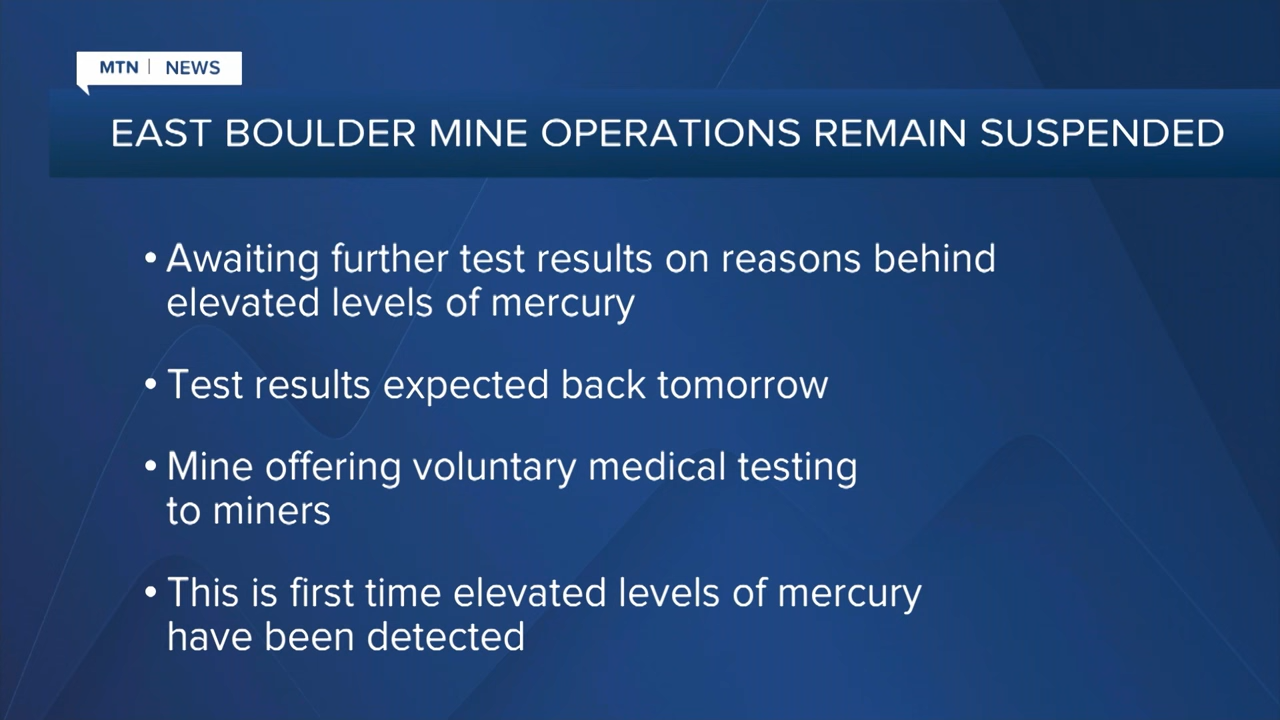 MTN | NEWS
EAST BOULDER MINE OPERATIONS REMAIN SUSPENDED
• Awaiting further test results on reasons behind
elevated levels of mercury
• Test results expected back tomorrow
• Mine offering voluntary medical testing
to miners
• This is first time elevated levels of mercury
have been detected